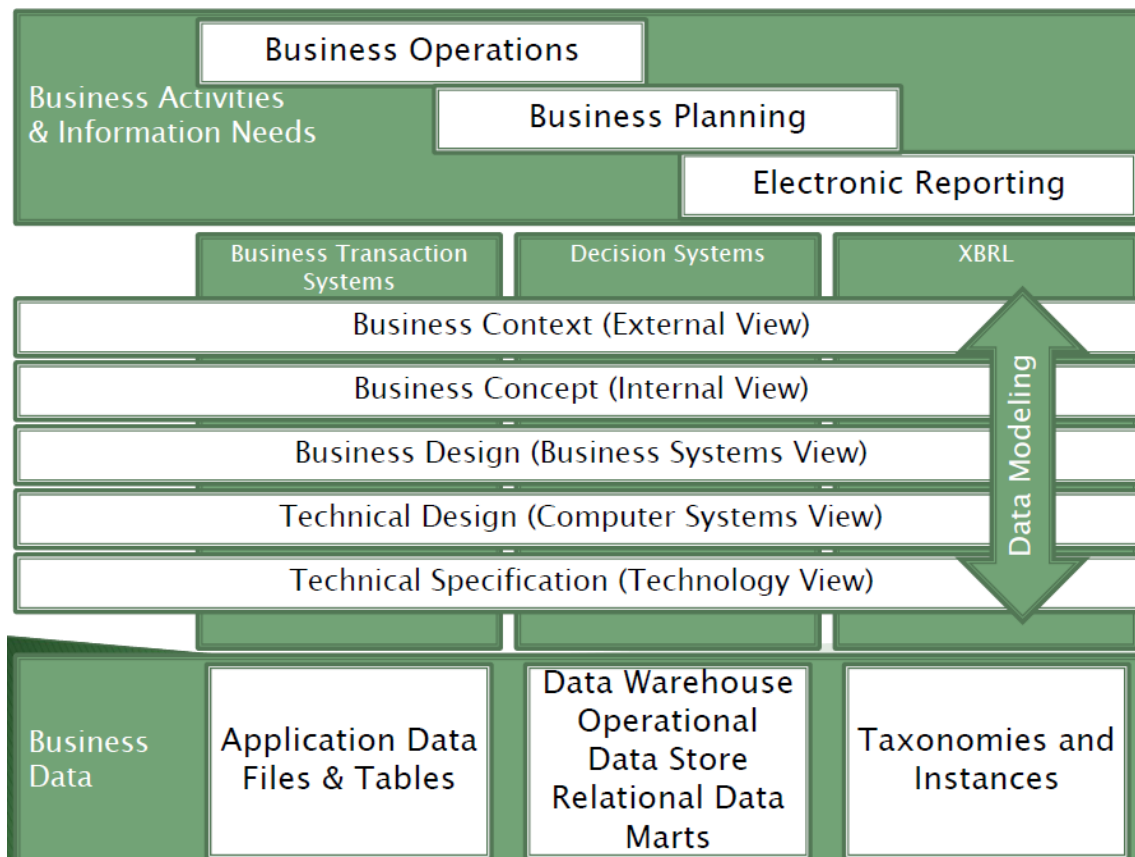 Business Operations
Business Activities
& Information Needs
Business Planning
Electronic Reporting
Business Transaction
Systems
Decision Systems
XBRL
Business Context (External View)
Business Concept (Internal View)
Business Design (Business Systems View)
Technical Design (Computer Systems View)
Technical Specification (Technology View)
Data Modeling
Business
Data
Application Data
Files & Tables
Data Warehouse
Operational
Data Store
Relational Data
Marts
Taxonomies and
Instances